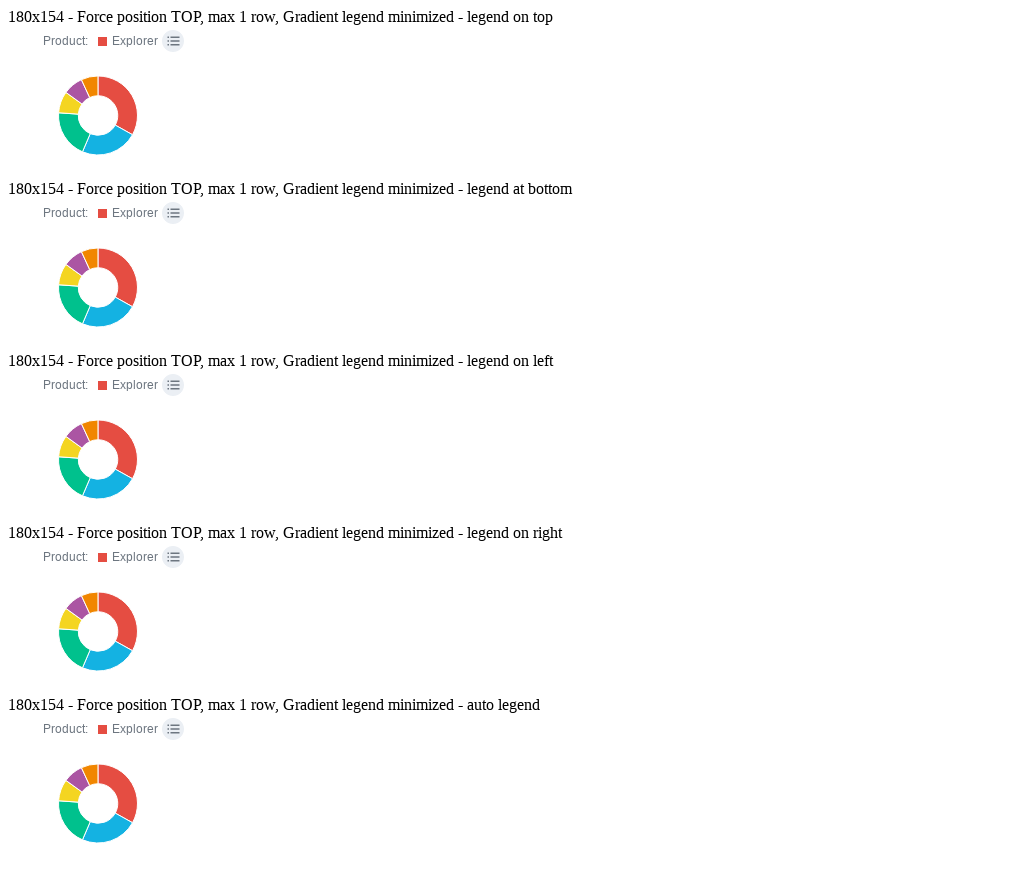 180x154 - Force position TOP, max 1 row, Gradient legend minimized - legend on top
Product: Explorer
180x154 - Force position TOP, max 1 row, Gradient legend minimized - legend at bottom
Product: Explorer
180x154 - Force position TOP, max 1 row, Gradient legend minimized - legend on left
Product: Explorer
180x154 - Force position TOP, max 1 row, Gradient legend minimized - legend on right
Product: Explorer
180x154 - Force position TOP, max 1 row, Gradient legend minimized - auto legend
Product: Explorer